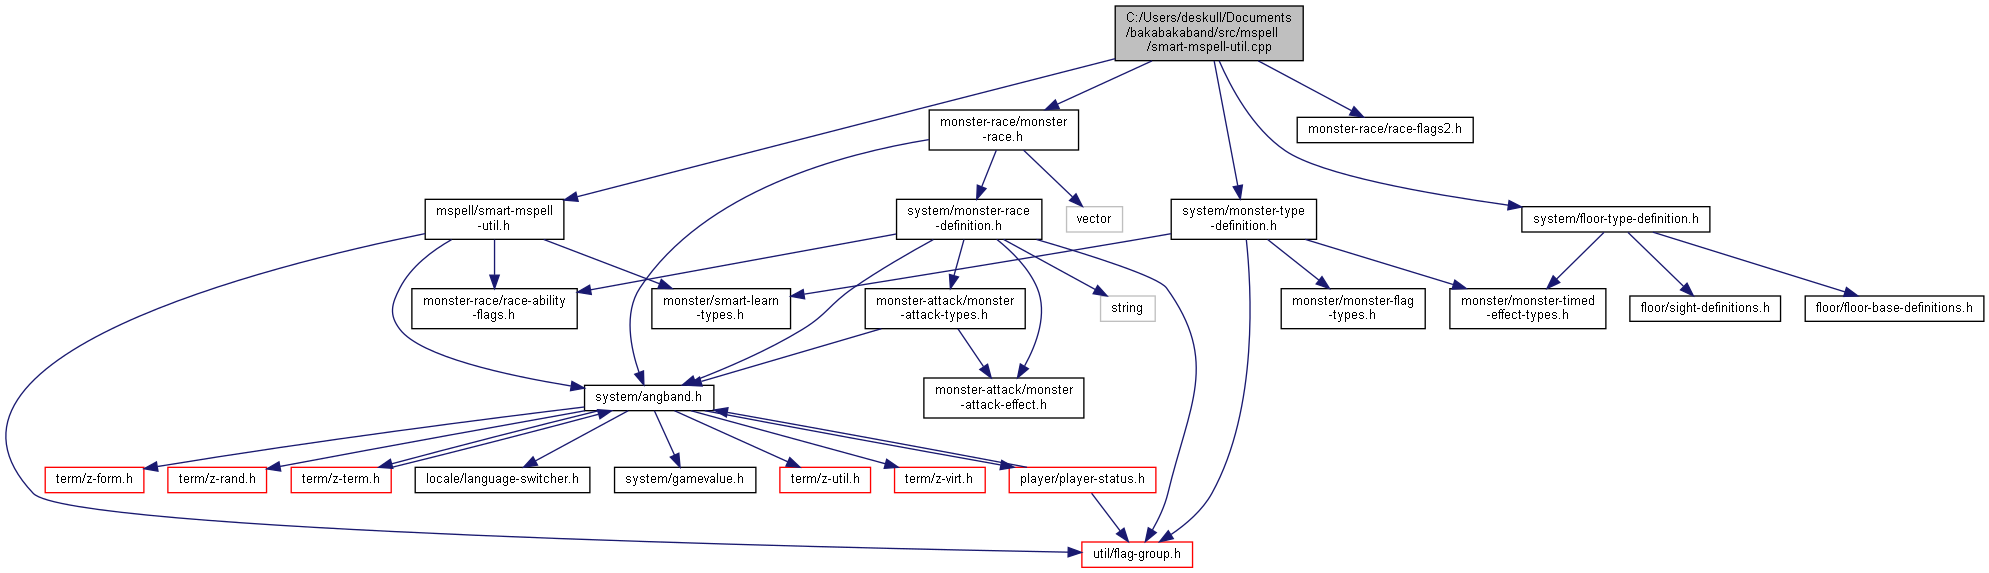 C:/Users/deskull/Documents
/bakabakaband/src/mspell
/smart-mspell-util.cpp
monster-race/monster
-race.h
monster-race/race-flags2.h
mspell/smart-mspell
-util.h
system/monster-race
-definition.h
vector
system/monster-type
-definition.h
system/floor-type-definition.h
monster-race/race-ability
-flags.h
monster/smart-learn
-types.h
monster-attack/monster
-attack-types.h
string
monster/monster-flag
-types.h
monster/monster-timed
-effect-types.h
floor/sight-definitions.h
floor/floor-base-definitions.h
system/angband.h
monster-attack/monster
-attack-effect.h
term/z-form.h
term/z-rand.h
term/z-term.h
locale/language-switcher.h
system/gamevalue.h
term/z-util.h
term/z-virt.h
player/player-status.h
util/flag-group.h